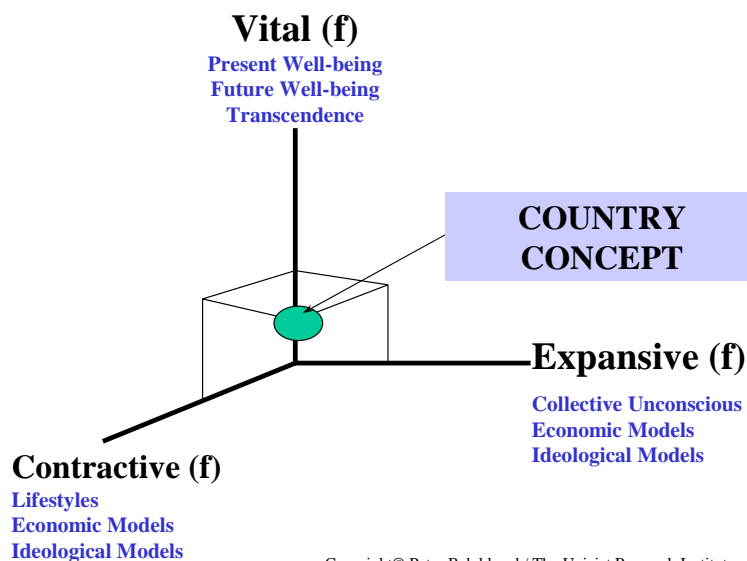 Vital (f)
Present Well-being
Future Well-being
Transcendence
COUNTRY
CONCEPT
Expansive (f)
Collective Unconscious
Economic Models
Ideological Models
Contractive (f)
Lifestyles
Economic Models
Ideological Models